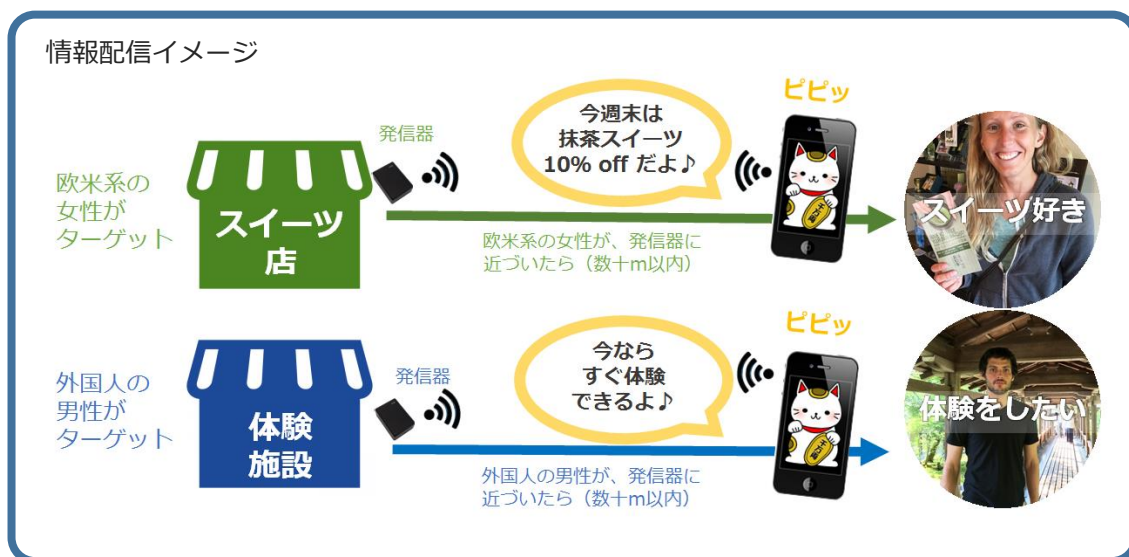 情報配信イメージ
欧米系の
女性が
ターゲット
スイーツ
店
発信器
今週末は
抹茶スイーツ
10% off だよ♪
ピピッ
欧米系の女性が、発信器に
近づいたら（数十m以内）
スイーツ好き
外国人の
男性が
ターゲット
体験
施設
発信器
今なら
すぐ体験
できるよ♪
ピピッ
外国人の男性が、発信器に
近づいたら（数十m以内）
体験をしたい